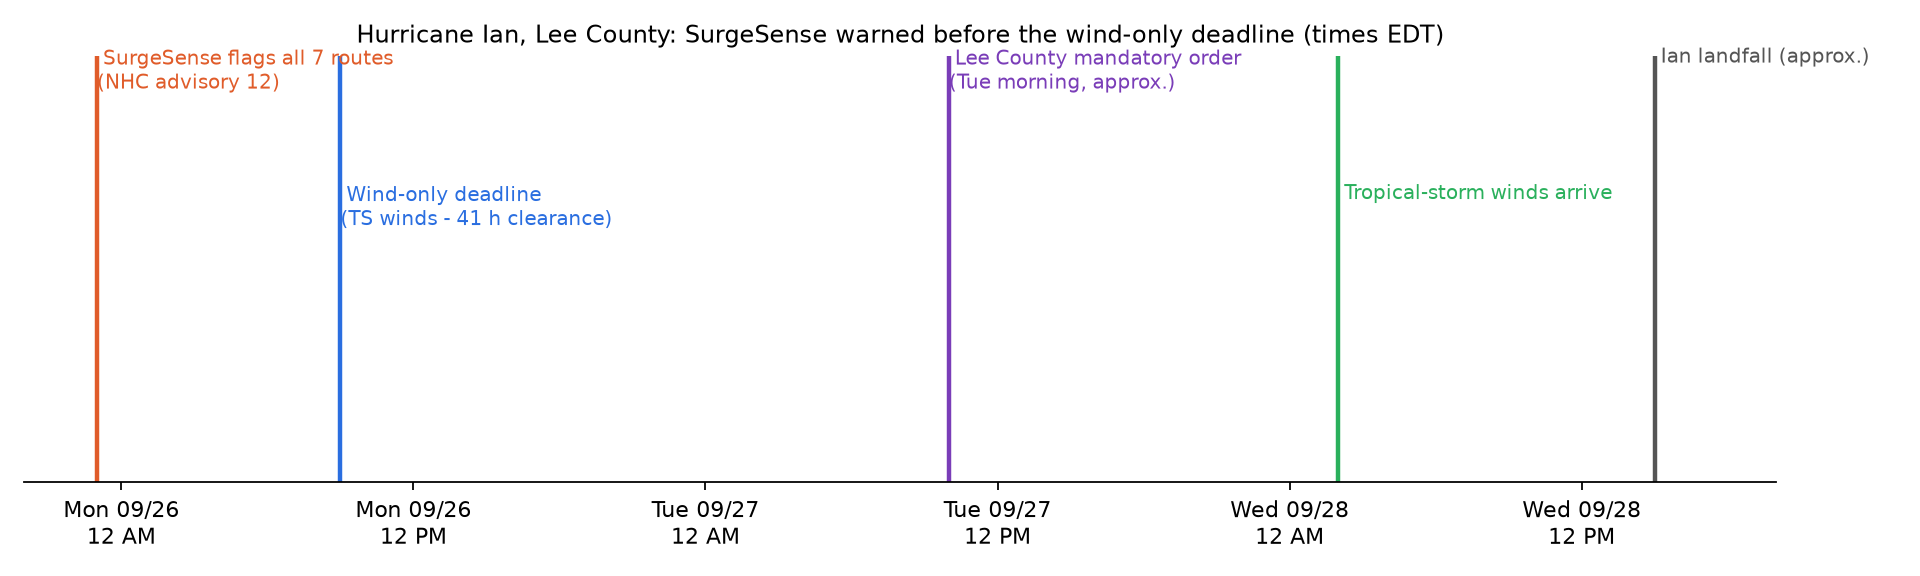 Hurricane Ian, Lee County: SurgeSense warned before the wind-only deadline (times EDT)
SurgeSense flags all 7 routes
(NHC advisory 12)
Wind-only deadline
(TS winds - 41 h clearance)
Lee County mandatory order
(Tue morning, approx.)
Tropical-storm winds arrive
Ian landfall (approx.)
Mon 09/26
12 AM
Mon 09/26
12 PM
Tue 09/27
12 AM
Tue 09/27
12 PM
Wed 09/28
12 AM
Wed 09/28
12 PM